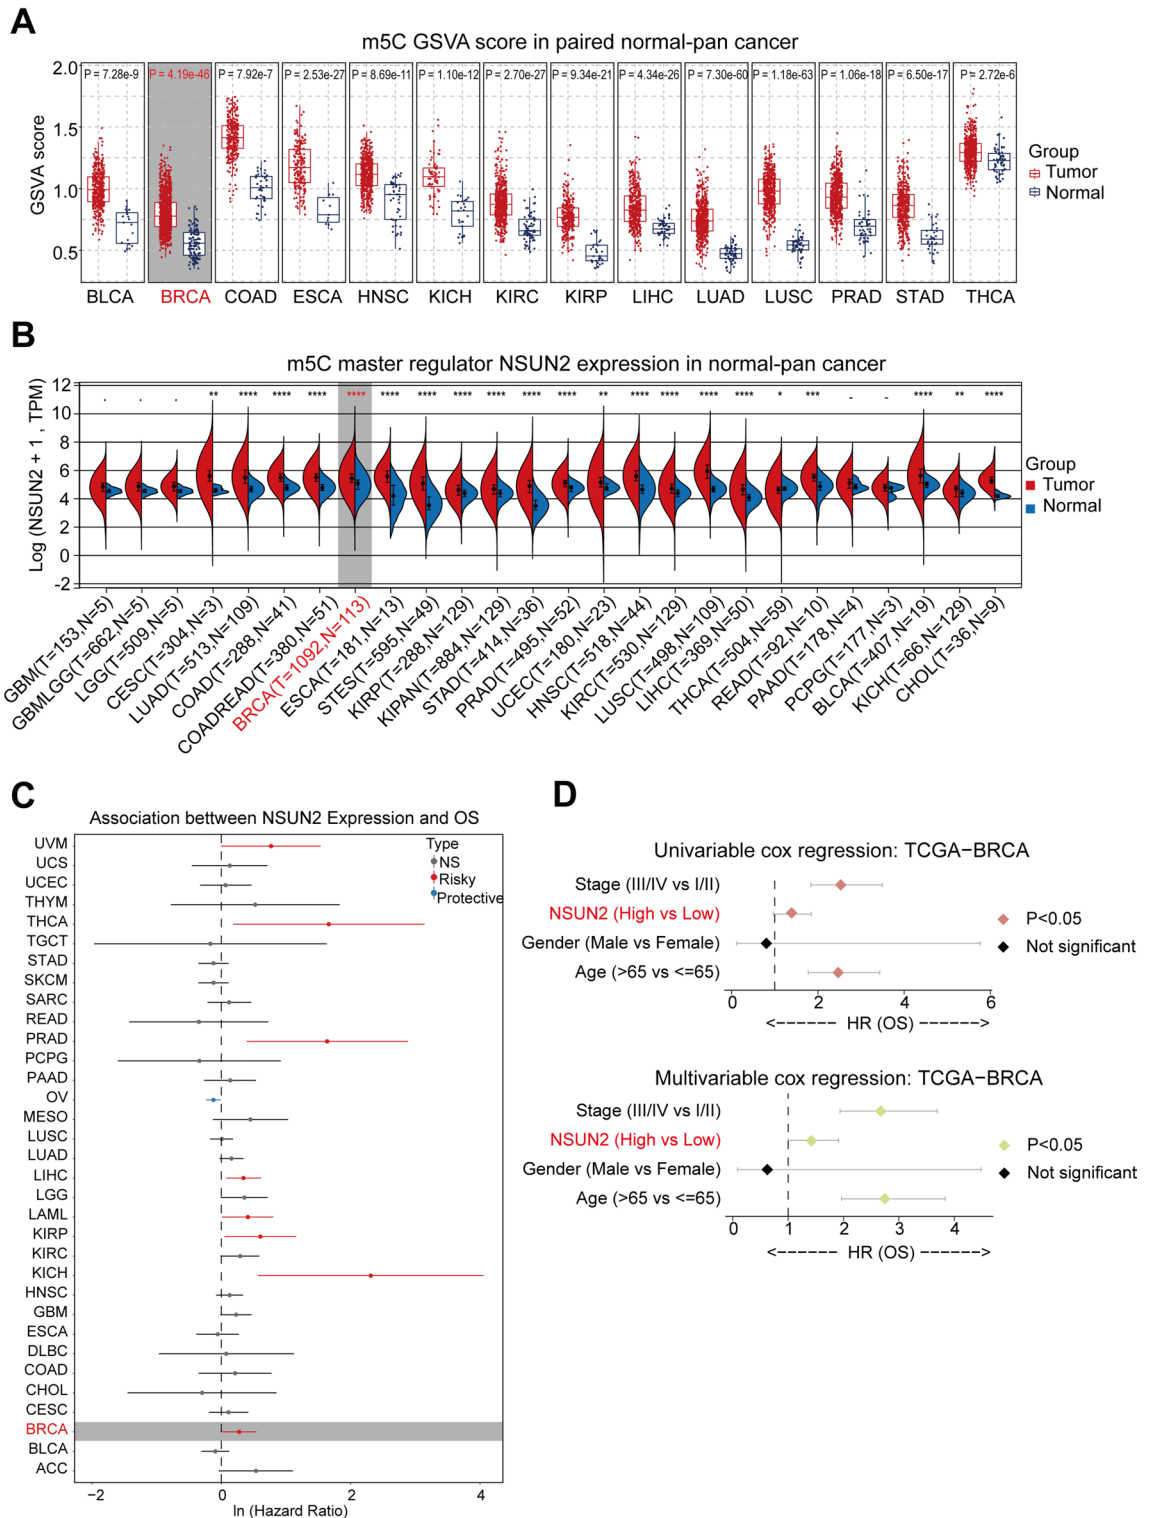 A
m5C GSVA score in paired normal-pan cancer
GSVA score
2.0
1.5
1.0
0.5
P = 7.28e-9
P = 4.19e-46
P = 7.92e-7
P = 2.53e-27
P = 8.69e-11
P = 1.10e-12
P = 2.70e-27
P = 9.34e-21
P = 4.34e-26
P = 7.30e-60
P = 1.18e-63
P = 1.06e-18
P = 6.50e-17
P = 2.72e-6
BLCA
BRCA
COAD
ESCA
HNSC
KICH
KIRC
KIRP
LIHC
LUAD
LUSC
PRAD
STAD
THCA
Group
Tumor
Normal
B
m5C master regulator NSUN2 expression in normal-pan cancer
Log (NSUN2 + 1 , TPM)
12
10
8
6
4
2
0
-2
** **** **** **** **** **** **** **** **** **** **** ** **** **** **** **** * *** - - **** ** ****
GBM(T=153,N=5)
GBMLGG(T=662,N=5)
LGG(T=509,N=5)
CESC(T=304,N=3)
LUAD(T=513,N=109)
COAD(T=288,N=41)
COADREAD(T=380,N=51)
BRCA(T=1092,N=113)
ESCA(T=181,N=13)
STES(T=595,N=49)
KIRP(T=288,N=129)
KIPAN(T=884,N=129)
STAD(T=414,N=36)
PRAD(T=495,N=52)
UCEC(T=180,N=23)
HNSC(T=518,N=44)
KIRC(T=530,N=129)
LUSC(T=498,N=109)
LIHC(T=369,N=50)
THCA(T=504,N=59)
READ(T=92,N=10)
PAAD(T=178,N=4)
PCPG(T=177,N=3)
BLCA(T=407,N=19)
KICH(T=66,N=129)
CHOL(T=36,N=9)
Group
Tumor
Normal
C
Association bettween NSUN2 Expression and OS
UVM
UCS
UCEC
THYM
THCA
TGCT
STAD
SKCM
SARC
READ
PRAD
PCPG
PAAD
OV
MESO
LUSC
LUAD
LIHC
LGG
LAML
KIRP
KIRC
KICH
HNSC
GBM
ESCA
DLBC
COAD
CHOL
CESC
BRCA
BLCA
ACC
−2
0
2
4
ln (Hazard Ratio)
Type
NS
Risky
Protective
D
Univariable cox regression: TCGA−BRCA
Stage (III/IV vs I/II)
NSUN2 (High vs Low)
Gender (Male vs Female)
Age (>65 vs <=65)
0
2
4
6
<------ HR (OS) ------>
P<0.05
Not significant
Multivariable cox regression: TCGA−BRCA
Stage (III/IV vs I/II)
NSUN2 (High vs Low)
Gender (Male vs Female)
Age (>65 vs <=65)
0
1
2
3
4
<------ HR (OS) ------>
P<0.05
Not significant